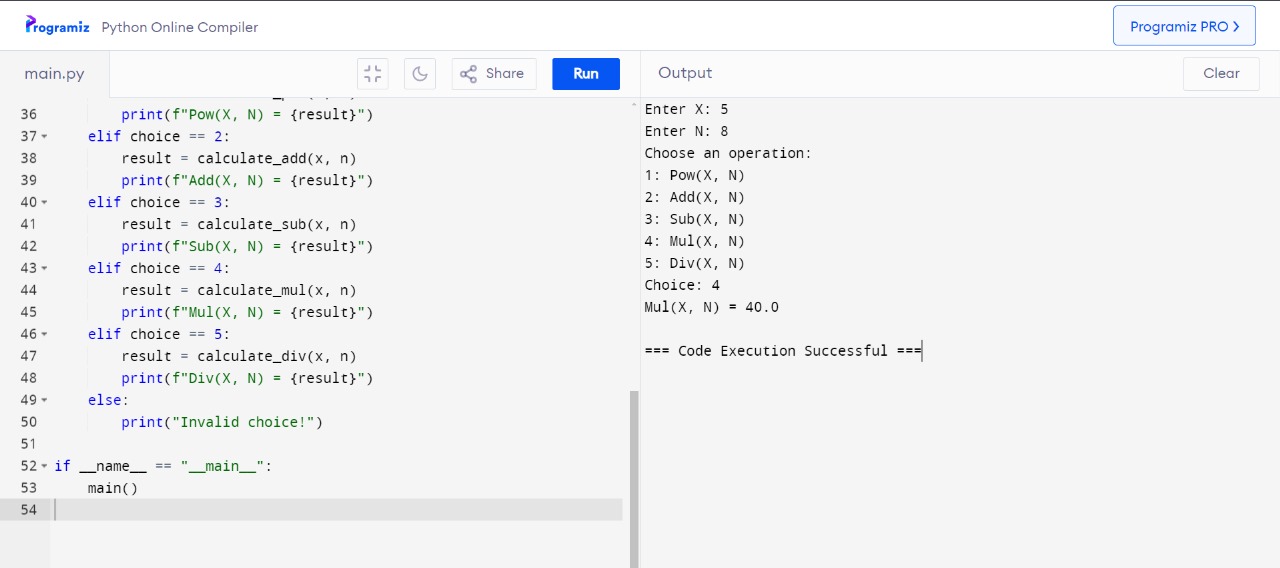 Programiz Python Online Compiler
Programiz PRO
main.py
Share
Run
Output
Clear
36 print(f"Pow(X, N) = {result}")
37 elif choice == 2:
38 result = calculate_add(x, n)
39 print(f"Add(X, N) = {result}")
40 elif choice == 3:
41 result = calculate_sub(x, n)
42 print(f"Sub(X, N) = {result}")
43 elif choice == 4:
44 result = calculate_mul(x, n)
45 print(f"Mul(X, N) = {result}")
46 elif choice == 5:
47 result = calculate_div(x, n)
48 print(f"Div(X, N) = {result}")
49 else:
50 print("Invalid choice!")
51
52 if __name__ == "__main__":
53 main()
54
Enter X: 5
Enter N: 8
Choose an operation:
1: Pow(X, N)
2: Add(X, N)
3: Sub(X, N)
4: Mul(X, N)
5: Div(X, N)
Choice: 4
Mul(X, N) = 40.0
=== Code Execution Successful ===